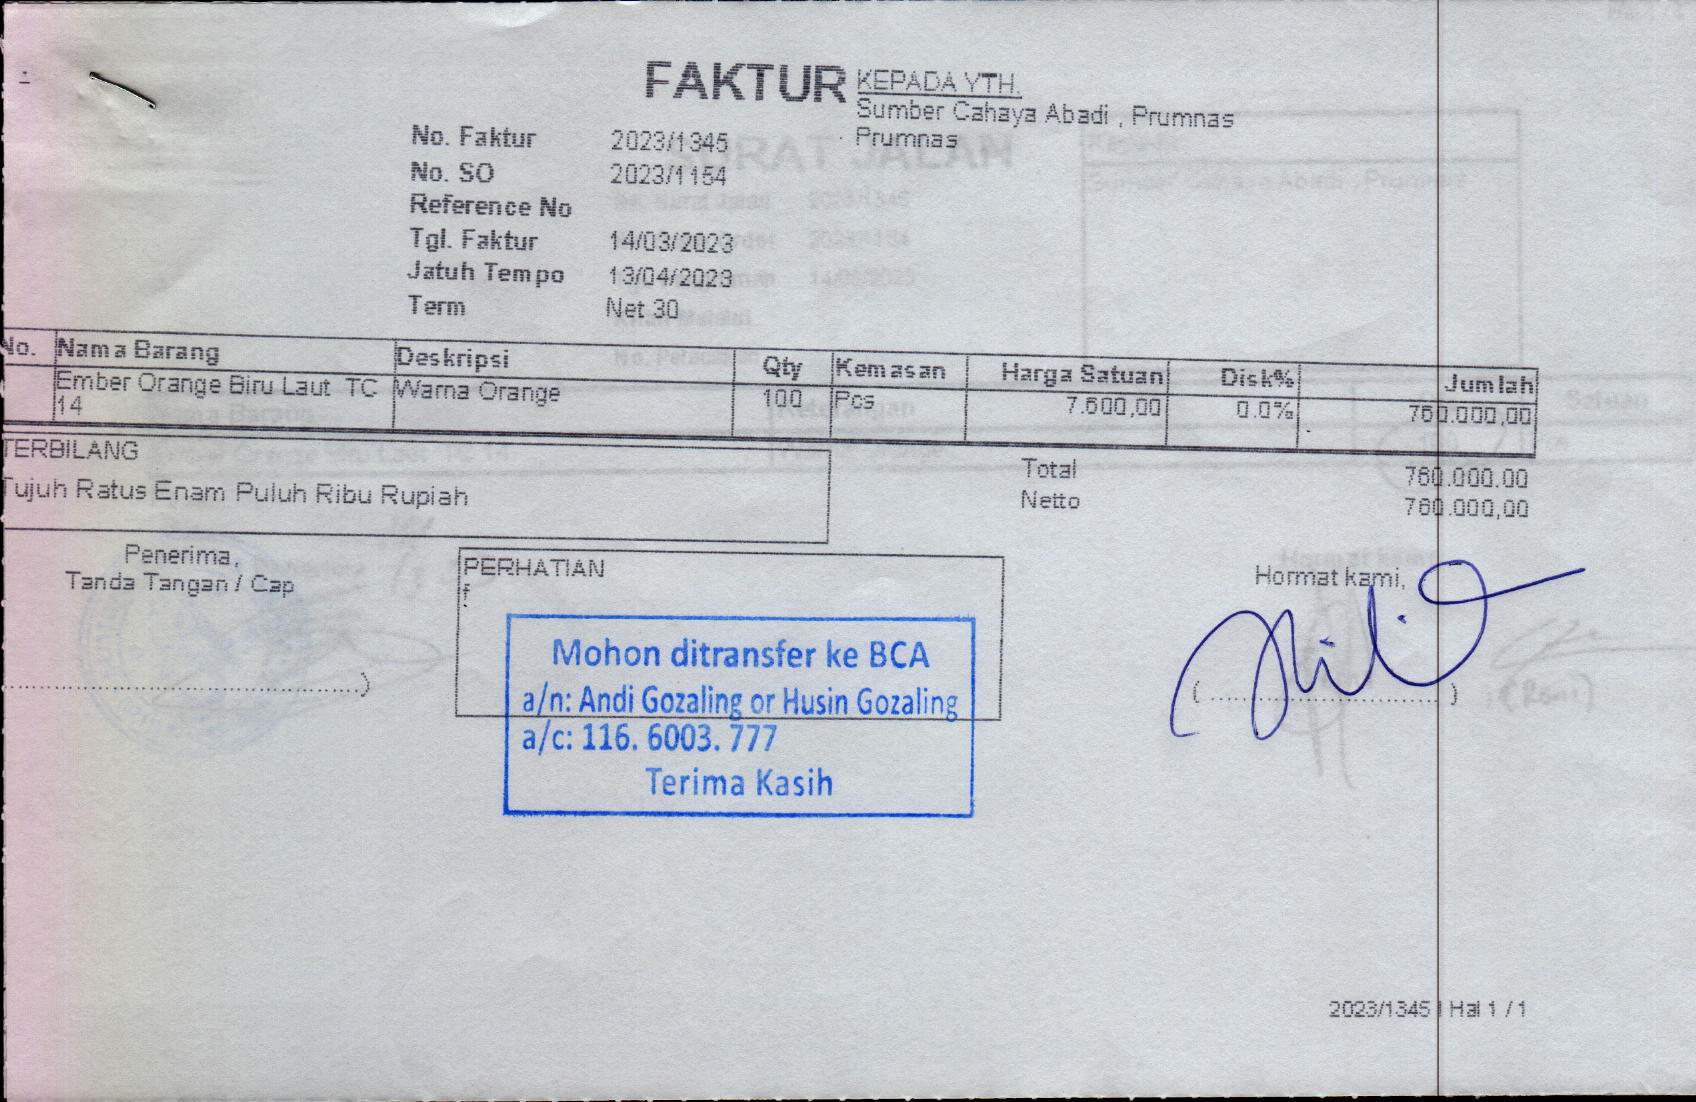 FAKTUR
KEPADA YTH.
Sumber Cahaya Abadi , Prumnas
Prumnas
No. Faktur 2023/1345
No. SO 2023/1154
Reference No
Tgl. Faktur 14/03/2023
Jatuh Tempo 13/04/2023
Term Net 30
No. Nama Barang Deskripsi Qty Kemasan Harga Satuan Disk% Jumlah
Ember Orange Biru Laut TC Warna Orange 100 Pcs 7.600,00 0.0% 760.000,00
14
TERBILANG
Tujuh Ratus Enam Puluh Ribu Rupiah
Total 760.000.00
Netto 760.000,00
Penerima,
Tanda Tangan / Cap
PERHATIAN
f
Mohon ditransfer ke BCA
a/n: Andi Gozaling or Husin Gozaling
a/c: 116. 6003. 777
Terima Kasih
Hormat kami,
2023/1345 | Hal 1 / 1